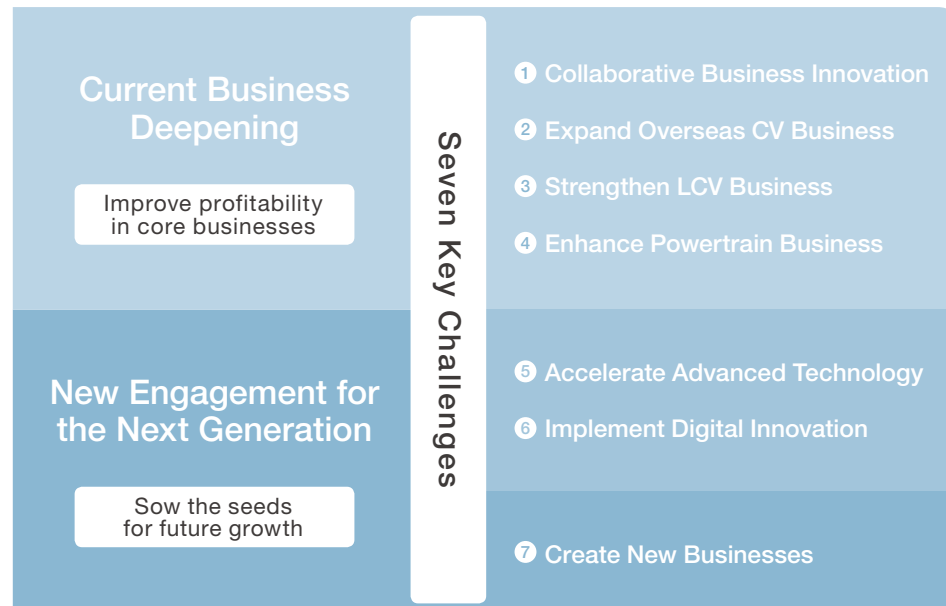 Current Business
Deepening
Improve profitability
in core businesses
New Engagement for
the Next Generation
Sow the seeds
for future growth
Seven Key Challenges
1 Collaborative Business Innovation
2 Expand Overseas CV Business
3 Strengthen LCV Business
4 Enhance Powertrain Business
5 Accelerate Advanced Technology
6 Implement Digital Innovation
7 Create New Businesses